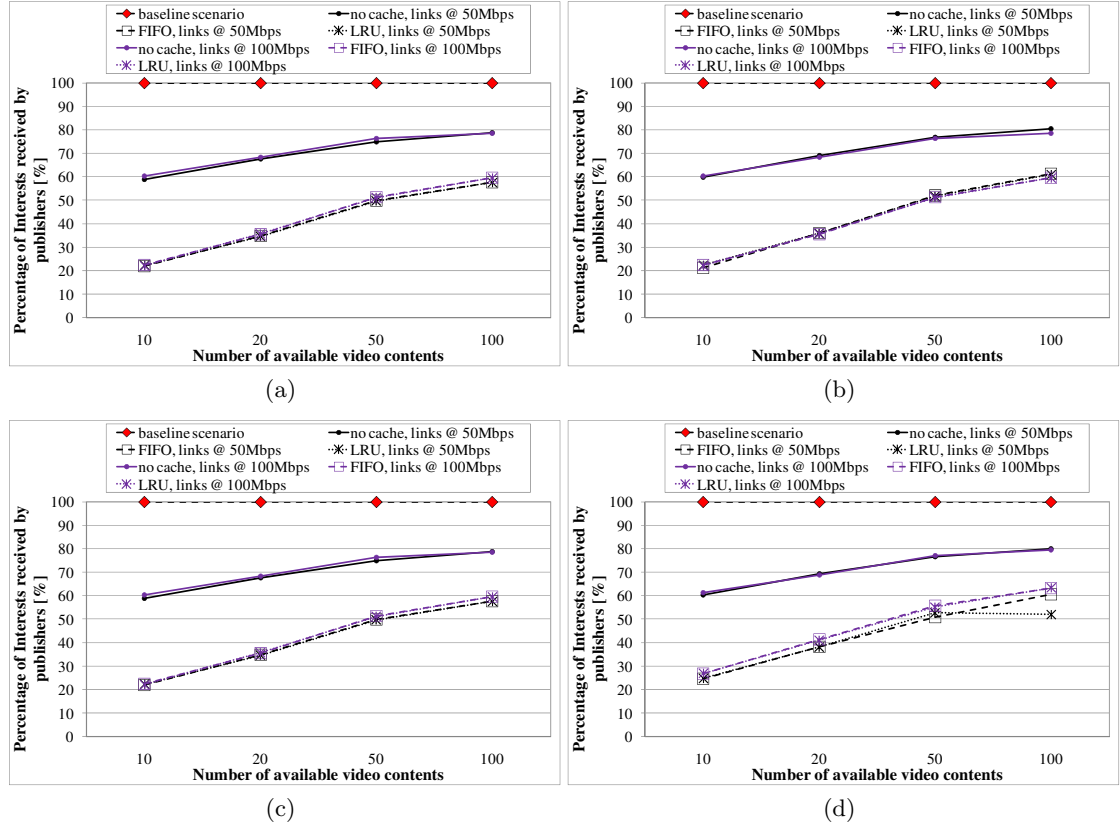 baseline scenario
no cache, links @ 50Mbps
FIFO, links @ 50Mbps
LRU, links @ 50Mbps
no cache, links @ 100Mbps
FIFO, links @ 100Mbps
LRU, links @ 100Mbps
Percentage of Interests received by
publishers [%]
100
90
80
70
60
50
40
30
20
10
0
10 20 50 100
Number of available video contents
(a)
baseline scenario
no cache, links @ 50Mbps
FIFO, links @ 50Mbps
LRU, links @ 50Mbps
no cache, links @ 100Mbps
FIFO, links @ 100Mbps
LRU, links @ 100Mbps
Percentage of Interests received by
publishers [%]
100
90
80
70
60
50
40
30
20
10
0
10 20 50 100
Number of available video contents
(b)
baseline scenario
no cache, links @ 50Mbps
FIFO, links @ 50Mbps
LRU, links @ 50Mbps
no cache, links @ 100Mbps
FIFO, links @ 100Mbps
LRU, links @ 100Mbps
Percentage of Interests received by
publishers [%]
100
90
80
70
60
50
40
30
20
10
0
10 20 50 100
Number of available video contents
(c)
baseline scenario
no cache, links @ 50Mbps
FIFO, links @ 50Mbps
LRU, links @ 50Mbps
no cache, links @ 100Mbps
FIFO, links @ 100Mbps
LRU, links @ 100Mbps
Percentage of Interests received by
publishers [%]
100
90
80
70
60
50
40
30
20
10
0
10 20 50 100
Number of available video contents
(d)